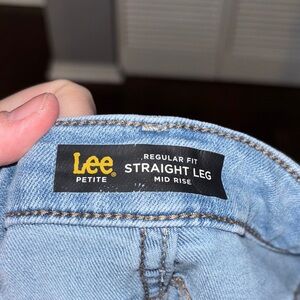 Lee
PETITE
REGULAR FIT
STRAIGHT LEG
MID RISE